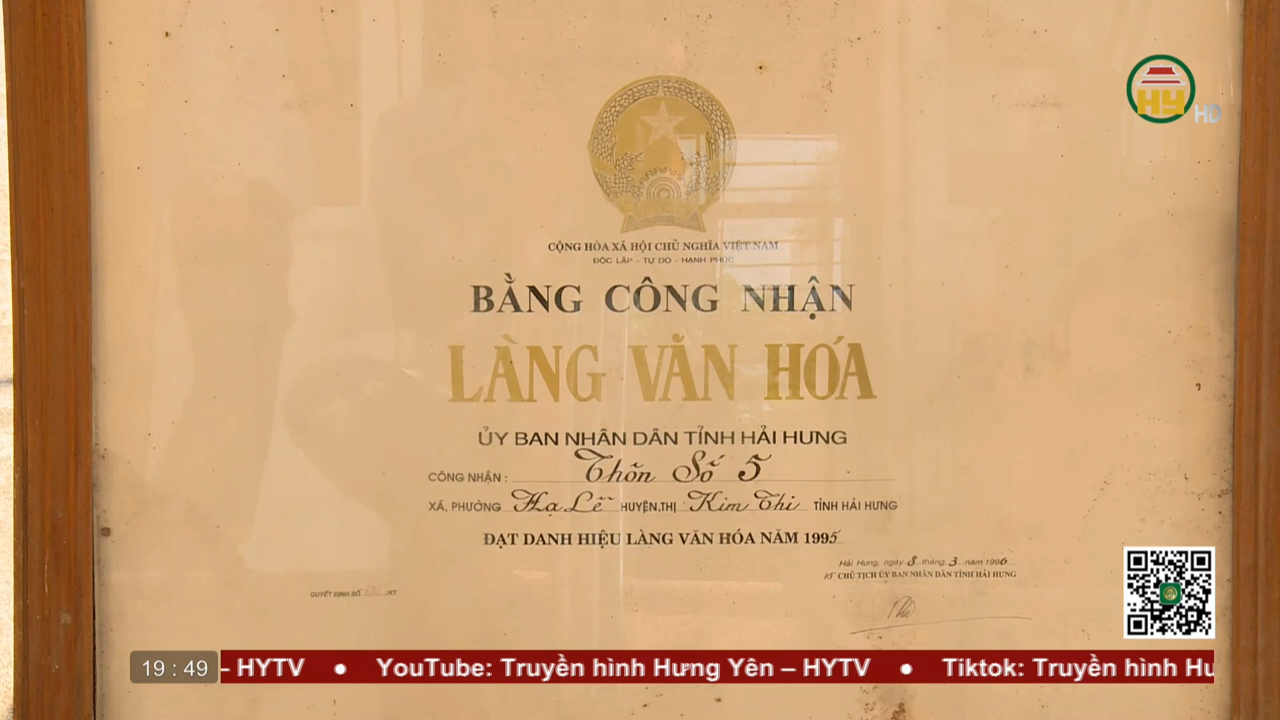 HY HD
CỘNG HÒA XÃ HỘI CHỦ NGHĨA VIỆT NAM
ĐỘC LẬP - TỰ DO - HẠNH PHÚC
BẰNG CÔNG NHẬN
LÀNG VĂN HÓA
ỦY BAN NHÂN DÂN TỈNH HẢI HƯNG
CÔNG NHẬN : Thôn Số 5
XÃ, PHƯỜNG Hạ Lễ HUYỆN,THỊ Kim Thi TỈNH HẢI HƯNG
ĐẠT DANH HIỆU LÀNG VĂN HÓA NĂM 1995
Hải Hưng, ngày 8 tháng 3 năm 1996
KT CHỦ TỊCH ỦY BAN NHÂN DÂN TỈNH HẢI HƯNG
QUYẾT ĐỊNH SỐ /KT
19 : 49 – HYTV ● YouTube: Truyền hình Hưng Yên – HYTV ● Tiktok: Truyền hình Hư